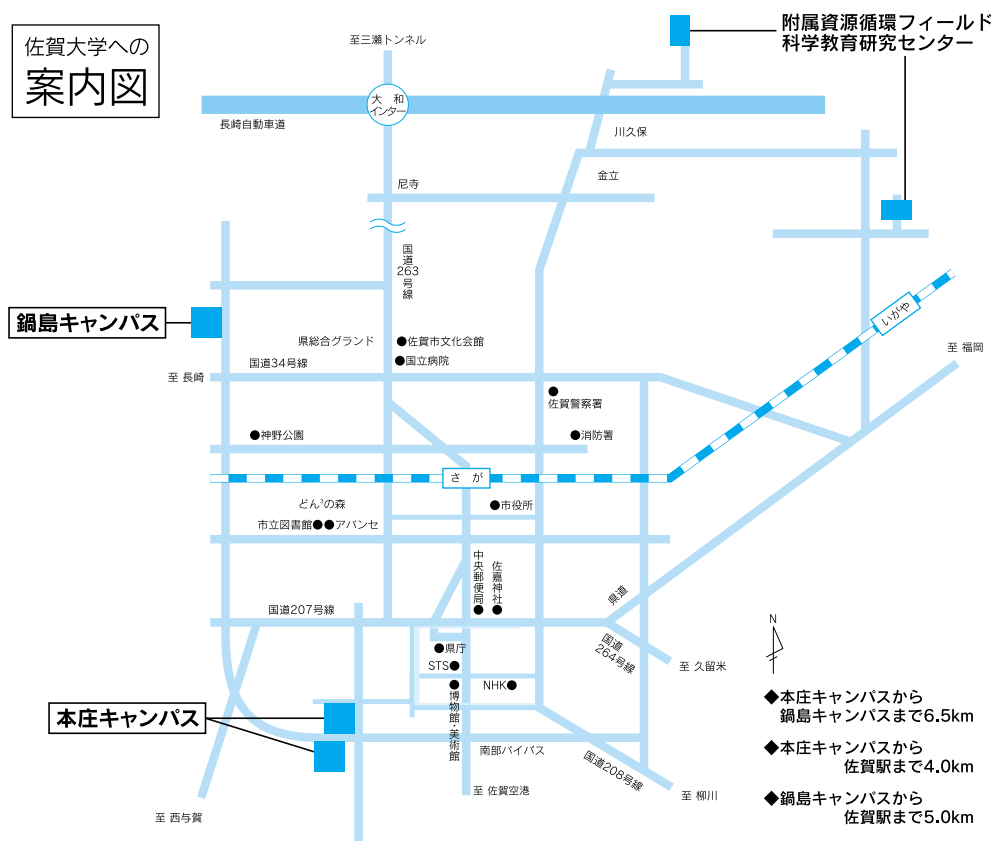 佐賀大学への
案内図
至三瀬トンネル
附属資源循環フィールド
科学教育研究センター
大和
インター
長崎自動車道
川久保
金立
尼寺
国道263号線
いがや
鍋島キャンパス
県総合グランド
佐賀市文化会館
国立病院
国道34号線
至 長崎
至 福岡
佐賀警察署
神野公園
消防署
さが
どん³の森
市役所
市立図書館
アバンセ
中央郵便局
佐嘉神社
県道
国道207号線
国道264号線
至 久留米
県庁
STS
NHK
博物館・美術館
本庄キャンパス
南部バイパス
国道208号線
至 佐賀空港
至 柳川
至 西与賀
N
◆本庄キャンパスから
鍋島キャンパスまで6.5km
◆本庄キャンパスから
佐賀駅まで4.0km
◆鍋島キャンパスから
佐賀駅まで5.0km